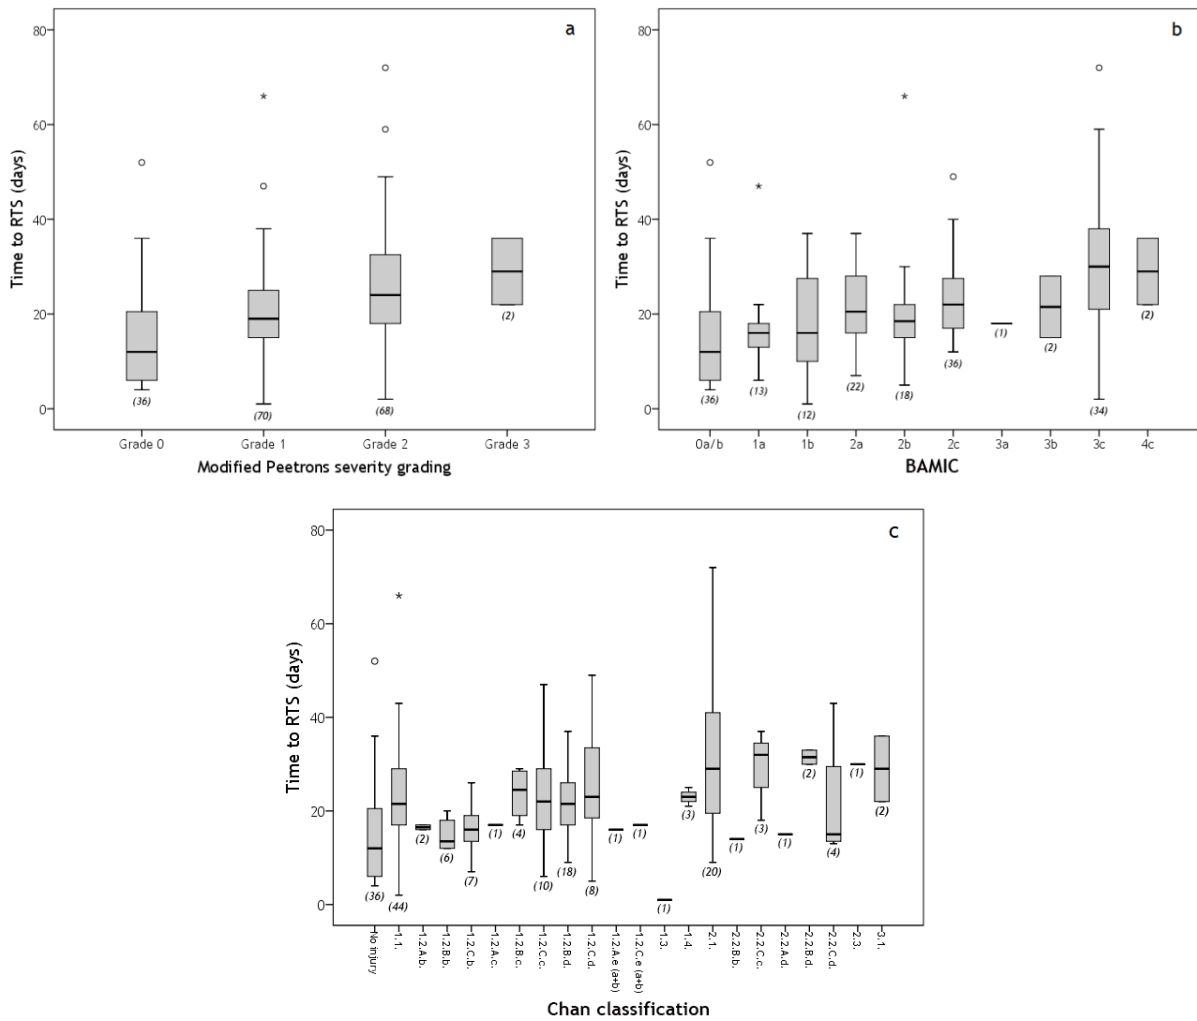 a
80
60
40
20
0
Time to RTS (days)
(36)
(70)
(68)
(2)
Grade 0
Grade 1
Grade 2
Grade 3
Modified Peetrons severity grading
b
80
60
40
20
0
Time to RTS (days)
*
*
*
(36)
(13)
(12)
(22)
(18)
(36)
(1)
(2)
(34)
(2)
0a/b
1a
1b
2a
2b
2c
3a
3b
3c
4c
BAMIC
c
80
60
40
20
0
Time to RTS (days)
*
(36)
(44)
(2)
(6)
(7)
(1)
(4)
(10)
(18)
(8)
(1)
(1)
(1)
(3)
(20)
(1)
(3)
(1)
(2)
(4)
(1)
(2)
No injury
1.1.
1.2.A.b.
1.2.B.b.
1.2.C.b.
1.2.A.c.
1.2.B.c.
1.2.C.c.
1.2.B.d.
1.2.C.d.
1.2.A.e (a+b)
1.2.C.e (a+b)
1.3.
1.4.
2.1.
2.2.B.b.
2.2.C.c.
2.2.A.d.
2.2.B.d.
2.2.C.d.
2.3.
3.1.
Chan classification